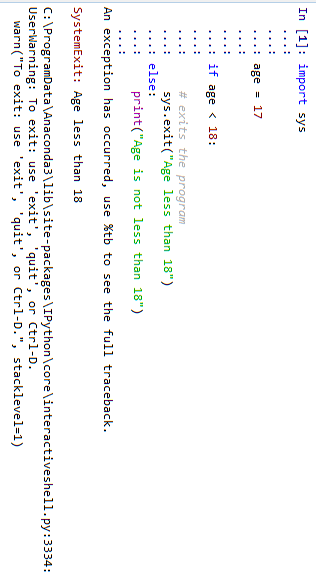 In [1]: import sys
   ...:
   ...:
   ...: age = 17
   ...:
   ...:
   ...: if age < 18:
   ...:
   ...:     # exits the program
   ...:     sys.exit("Age less than 18")
   ...: else:
   ...:     print("Age is not less than 18")
   ...:
An exception has occurred, use %tb to see the full traceback.
SystemExit: Age less than 18
C:\ProgramData\Anaconda3\lib\site-packages\IPython\core\interactiveshell.py:3334:
UserWarning: To exit: use 'exit', 'quit', or Ctrl-D.
  warn("To exit: use 'exit', 'quit', or Ctrl-D.", stacklevel=1)